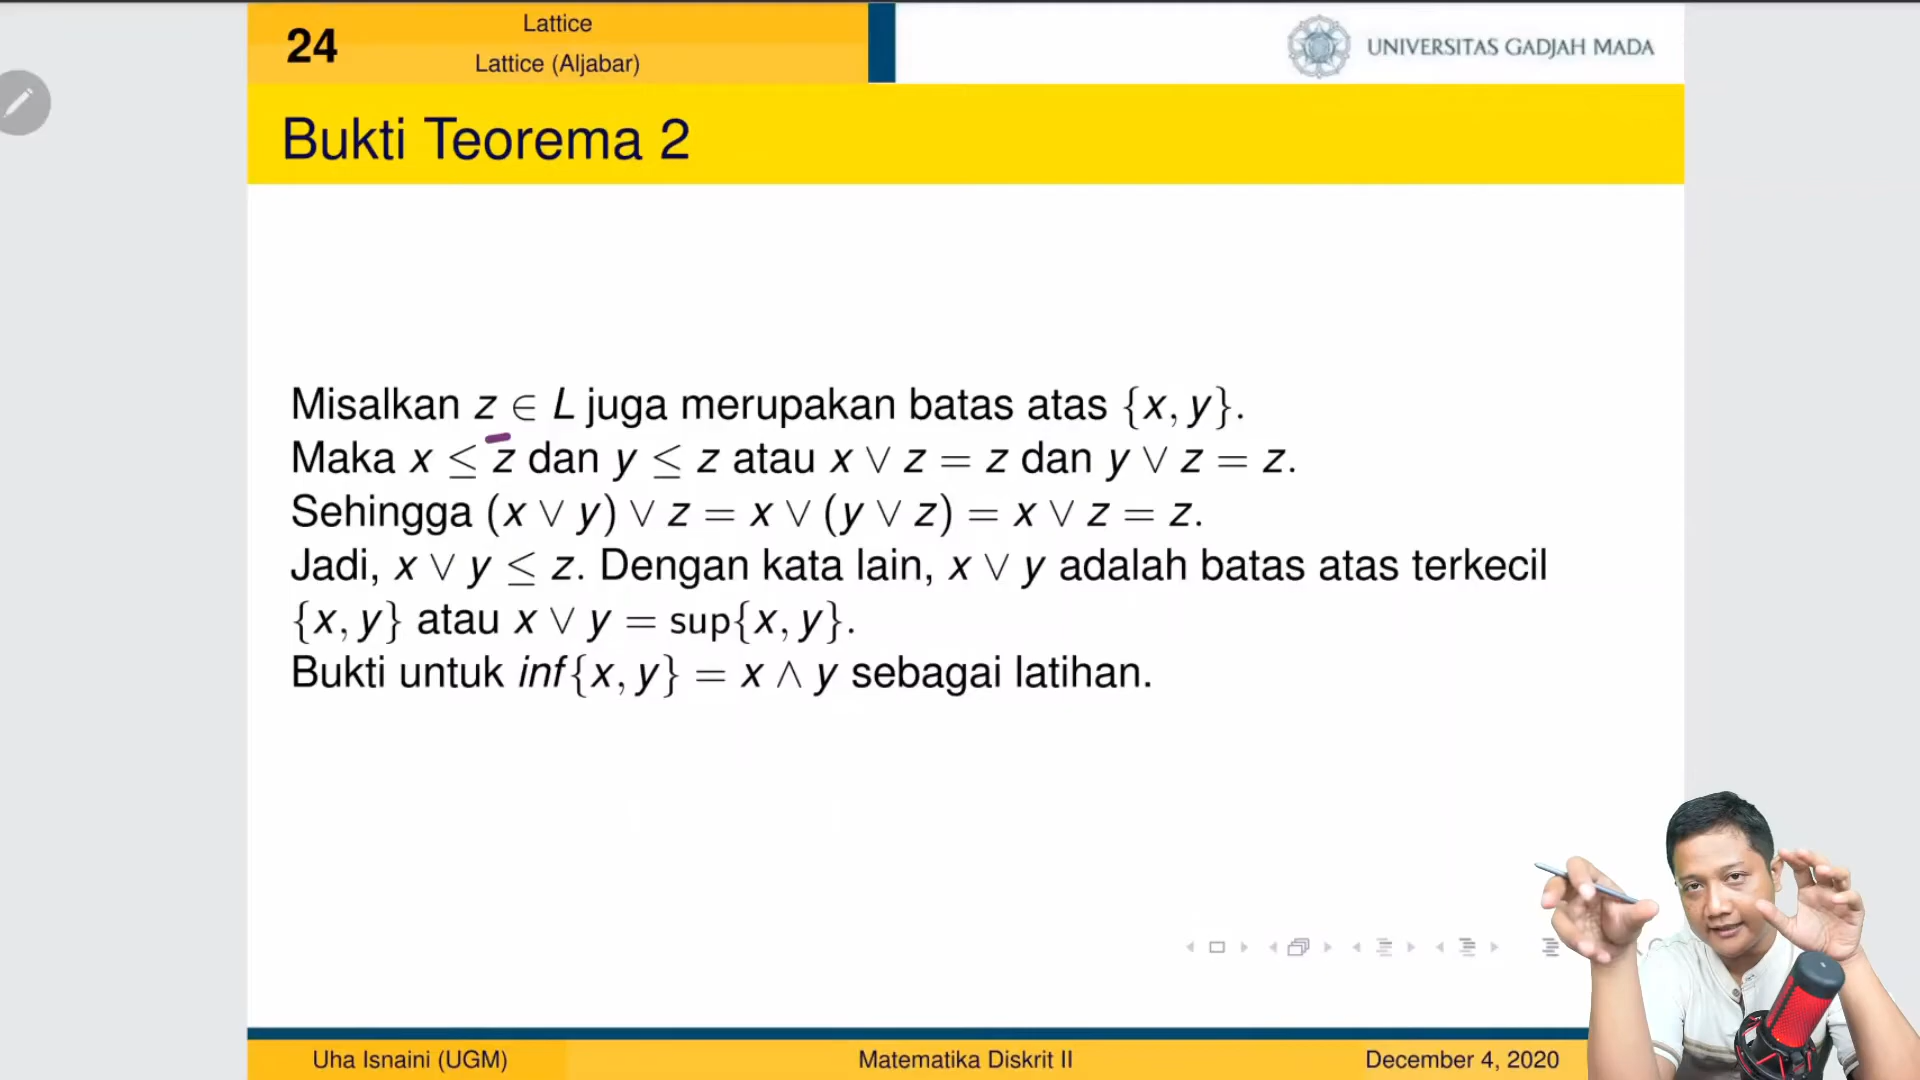 24
Lattice
Lattice (Aljabar)
UNIVERSITAS GADJAH MADA
Bukti Teorema 2
Misalkan z ∈ L juga merupakan batas atas {x, y}.
Maka x ≤ z dan y ≤ z atau x ∨ z = z dan y ∨ z = z.
Sehingga (x ∨ y) ∨ z = x ∨ (y ∨ z) = x ∨ z = z.
Jadi, x ∨ y ≤ z. Dengan kata lain, x ∨ y adalah batas atas terkecil
{x, y} atau x ∨ y = sup{x, y}.
Bukti untuk inf{x, y} = x ∧ y sebagai latihan.
Uha Isnaini (UGM)
Matematika Diskrit II
December 4, 2020